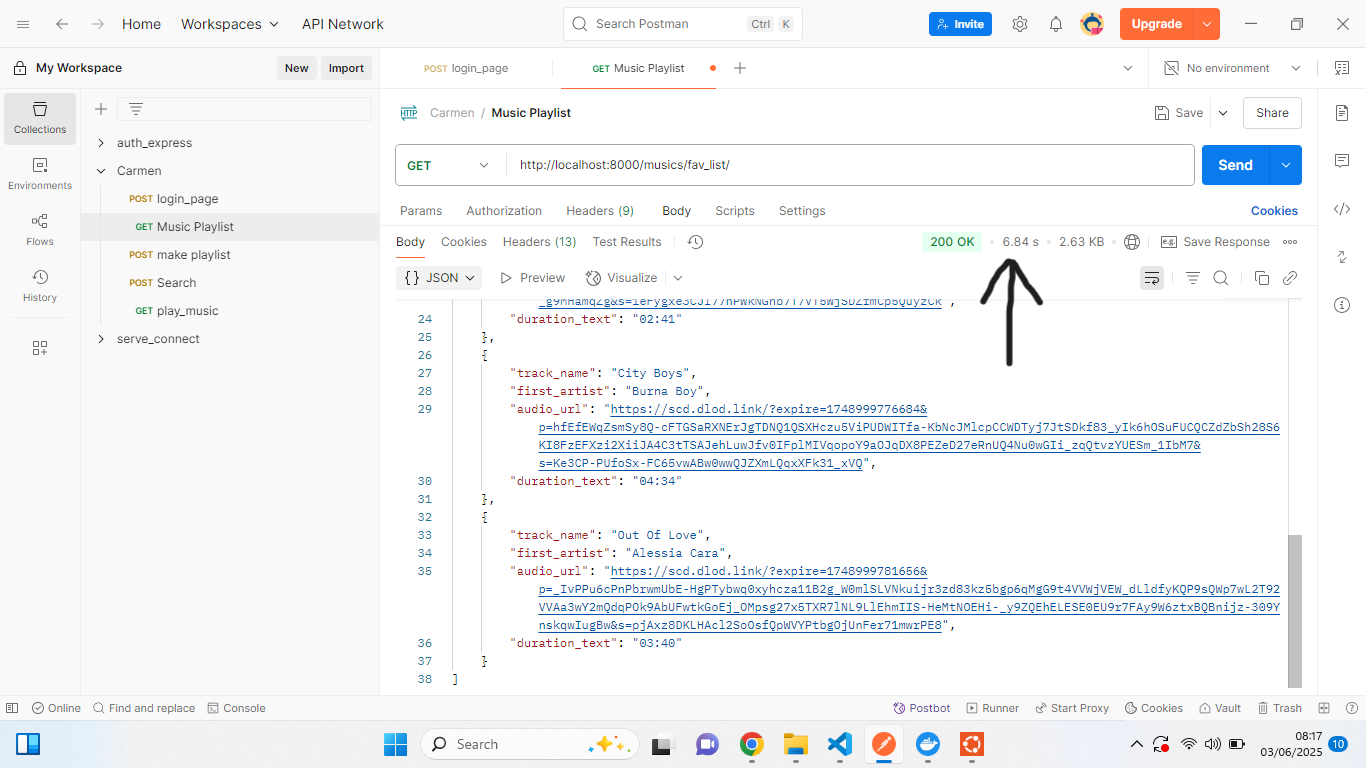 Home Workspaces API Network Search Postman Ctrl K Invite Upgrade
My Workspace New Import POST login_page GET Music Playlist No environment
Collections
Environments
Flows
History
auth_express
Carmen
POST login_page
GET Music Playlist
POST make playlist
POST Search
GET play_music
serve_connect
HTTP Carmen / Music Playlist Save Share
GET http://localhost:8000/musics/fav_list/ Send
Params Authorization Headers (9) Body Scripts Settings Cookies
Body Cookies Headers (13) Test Results 200 OK 6.84 s 2.63 KB e.g. Save Response
{ } JSON Preview Visualize
24 "duration_text": "02:41"
25 },
26 {
27 "track_name": "City Boys",
28 "first_artist": "Burna Boy",
29 "audio_url": "https://scd.dlod.link/?expire=1748999776684&
p=hfEfEWqZsmSy8Q-cFTGSaRXNErJgTDNQ1QSXHczu5ViPUDWITfa-KbNcJMlcpCCWDTyj7JtSDkf83_yIk6hOSuFUCQCZdZbSh28S6
KI8FzEFXzi2XiiJA4C3tTSAJehLuwJfv0IFplMIVqopoY9aOJqDX8PEZeD27eRnUQ4Nu0wGIi_zqQtvzYUESm_1IbM7&
s=Ke3CP-PUfoSx-FC65vwABw0wwQJZXmLQqxXFk31_xVQ",
30 "duration_text": "04:34"
31 },
32 {
33 "track_name": "Out Of Love",
34 "first_artist": "Alessia Cara",
35 "audio_url": "https://scd.dlod.link/?expire=1748999781656&
p=_IvPPu6cPnPbrwmUbE-HgPTybwq0xyhcza11B2g_W0mlSLVNkuijr3zd83kz5bgp6qMgG9t4VVWjVEW_dLldfyKQP9sQWp7wL2T92
VVAa3wY2mQdqPOk9AbUFwtkGoEj_OMpsg27x5TXR7lNL9LlEhmIIS-HeMtNOEHi-_y9ZQEhELESE0EU9r7FAy9W6ztxBQBnijz-309Y
nskqwIugBw&s=pjAxz8DKLHAcl2SoOsfQpWVYPtbgOjUnFer71mwrPE8",
36 "duration_text": "03:40"
37 }
38 ]
Online Find and replace Console Postbot Runner Start Proxy Cookies Vault Trash
Search 08:17
03/06/2025 10